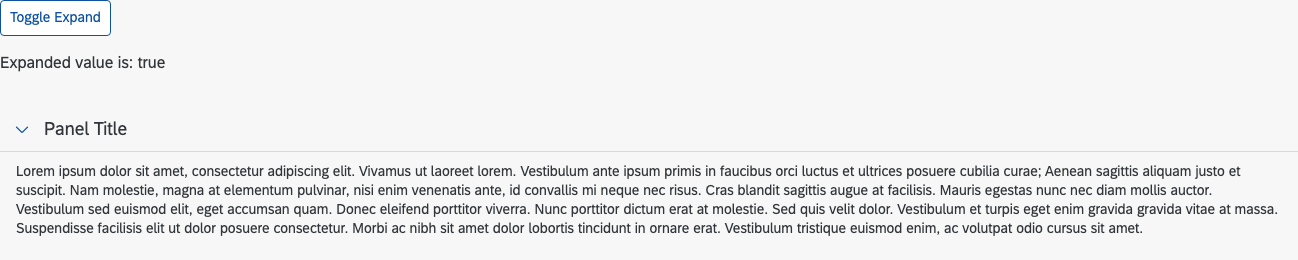 Toggle Expand
Expanded value is: true
Panel Title
Lorem ipsum dolor sit amet, consectetur adipiscing elit. Vivamus ut laoreet lorem. Vestibulum ante ipsum primis in faucibus orci luctus et ultrices posuere cubilia curae; Aenean sagittis aliquam justo et
suscipit. Nam molestie, magna at elementum pulvinar, nisi enim venenatis ante, id convallis mi neque nec risus. Cras blandit sagittis augue at facilisis. Mauris egestas nunc nec diam mollis auctor.
Vestibulum sed euismod elit, eget accumsan quam. Donec eleifend porttitor viverra. Nunc porttitor dictum erat at molestie. Sed quis velit dolor. Vestibulum et turpis eget enim gravida gravida vitae at massa.
Suspendisse facilisis elit ut dolor posuere consectetur. Morbi ac nibh sit amet dolor lobortis tincidunt in ornare erat. Vestibulum tristique euismod enim, ac volutpat odio cursus sit amet.